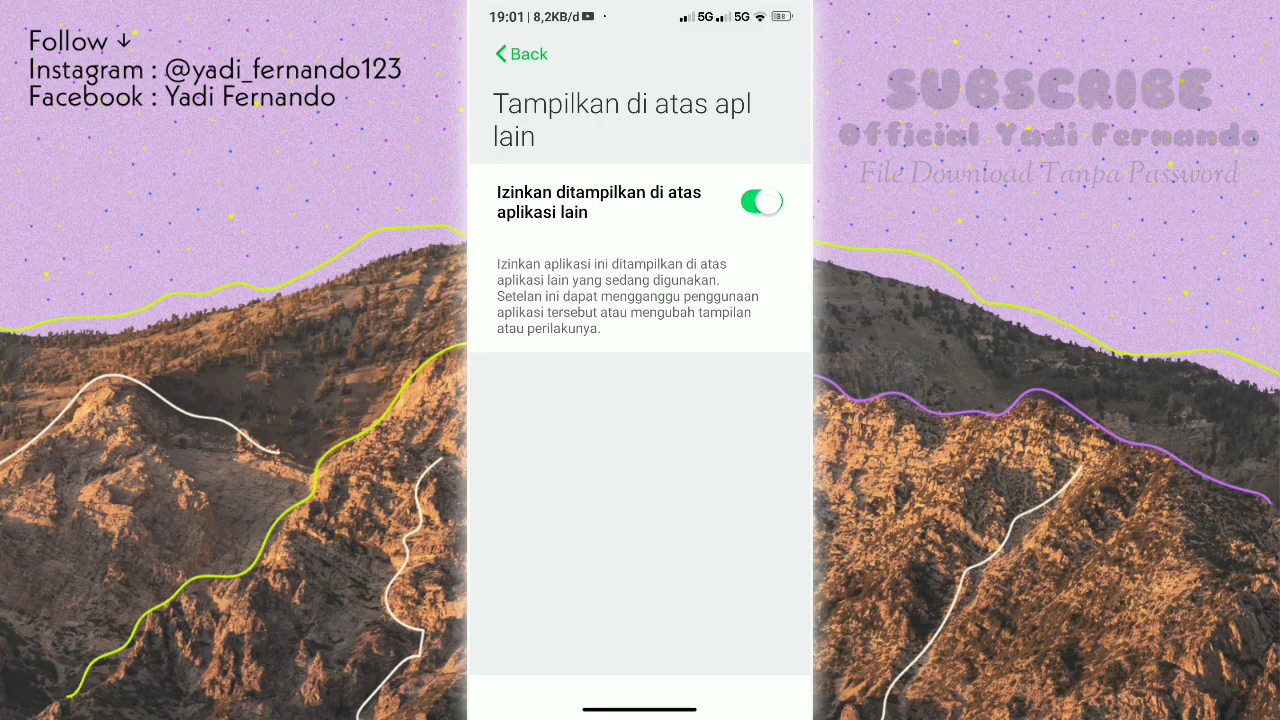 Follow ↓
Instagram : @yadi_fernando123
Facebook : Yadi Fernando
19:01 | 8,2KB/d
5G 5G 88
Back
Tampilkan di atas apl
lain
Izinkan ditampilkan di atas
aplikasi lain
Izinkan aplikasi ini ditampilkan di atas
aplikasi lain yang sedang digunakan.
Setelan ini dapat mengganggu penggunaan
aplikasi tersebut atau mengubah tampilan
atau perilakunya.
SUBSCRIBE
Official Yadi Fernando
File Download Tanpa Password